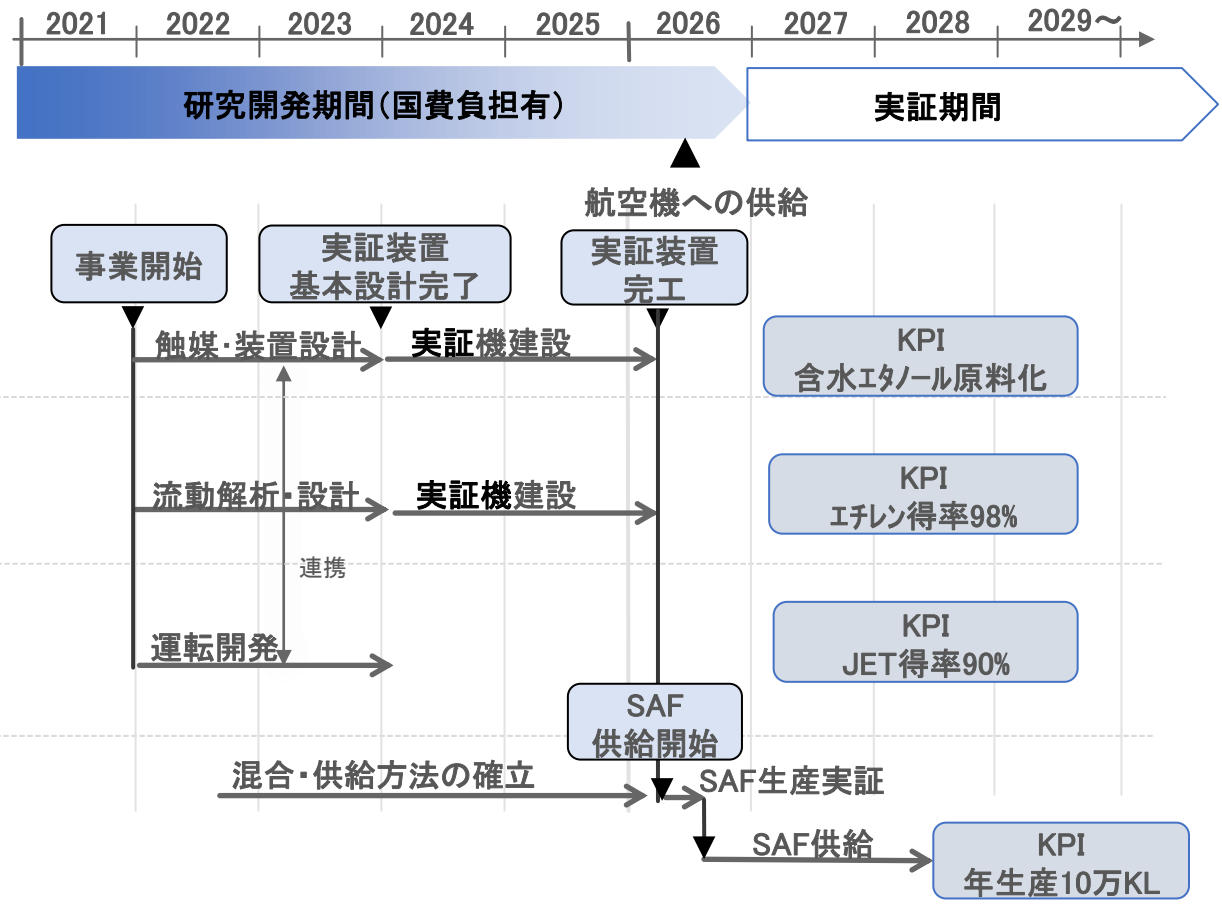 2021 2022 2023 2024 2025 2026 2027 2028 2029～
研究開発期間（国費負担有）
実証期間
航空機への供給
事業開始
実証装置
基本設計完了
実証装置
完工
触媒・装置設計
実証機建設
KPI
含水ｴﾀﾉｰﾙ原料化
流動解析・設計
実証機建設
KPI
ｴﾁﾚﾝ得率98%
連携
運転開発
KPI
JET得率90%
SAF
供給開始
混合・供給方法の確立
SAF生産実証
SAF供給
KPI
年生産10万KL